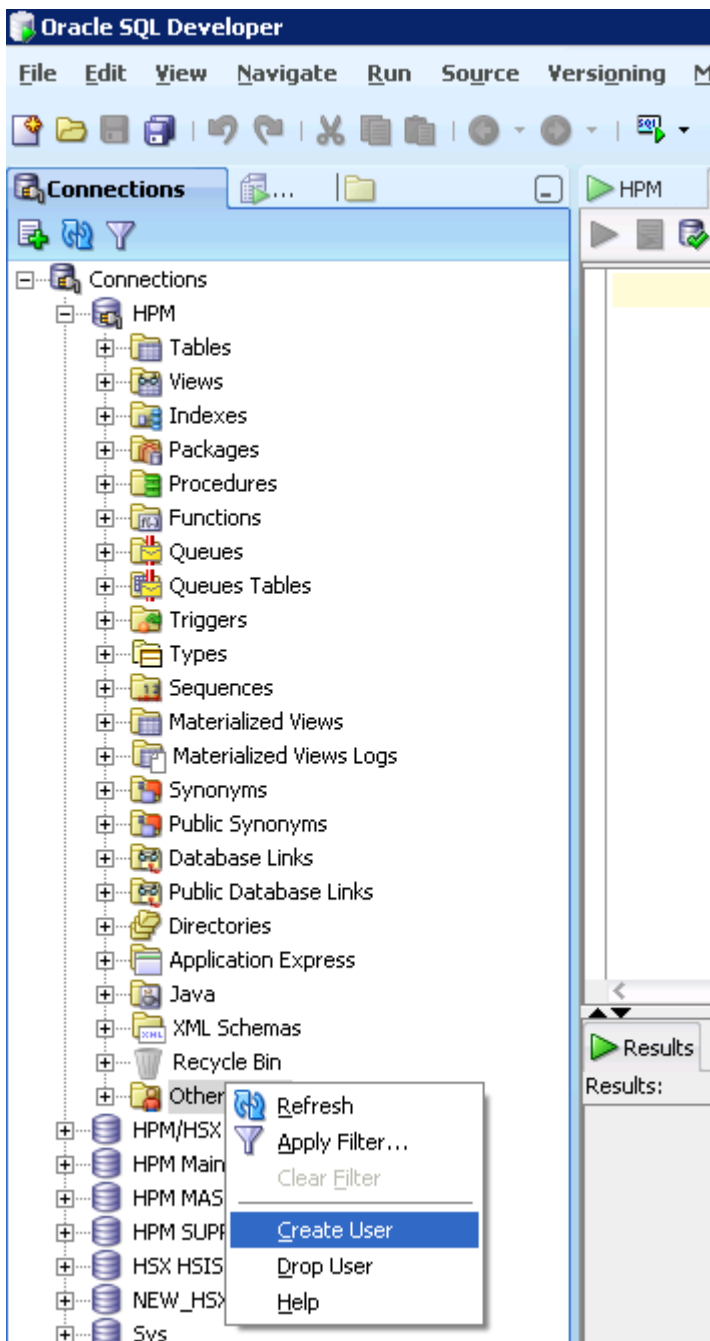 Oracle SQL Developer
File Edit View Navigate Run Source Versioning M
SQL
Connections ... HPM
Connections
HPM
Tables
Views
Indexes
Packages
Procedures
Functions
Queues
Queues Tables
Triggers
Types
Sequences
Materialized Views
Materialized Views Logs
Synonyms
Public Synonyms
Database Links
Public Database Links
Directories
Application Express
Java
XML Schemas
Recycle Bin
Other
HPM/HSX
HPM Main
HPM MAS
HPM SUPP
HSX HSIS
NEW_HSX
Sys
Refresh
Apply Filter...
Clear Filter
Create User
Drop User
Help
Results
Results: